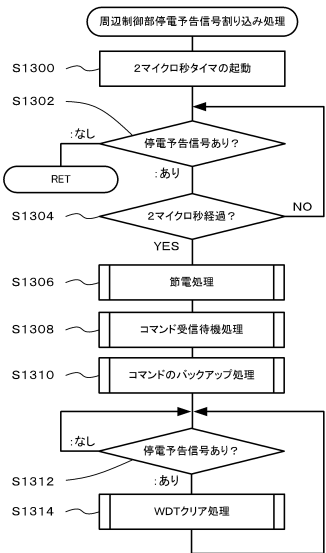 周辺制御部停電予告信号割り込み処理
S1300
2マイクロ秒タイマの起動
S1302
:なし
停電予告信号あり?
RET
:あり
S1304
2マイクロ秒経過?
NO
YES
S1306
節電処理
S1308
コマンド受信待機処理
S1310
コマンドのバックアップ処理
:なし
停電予告信号あり?
S1312
:あり
S1314
WDTクリア処理